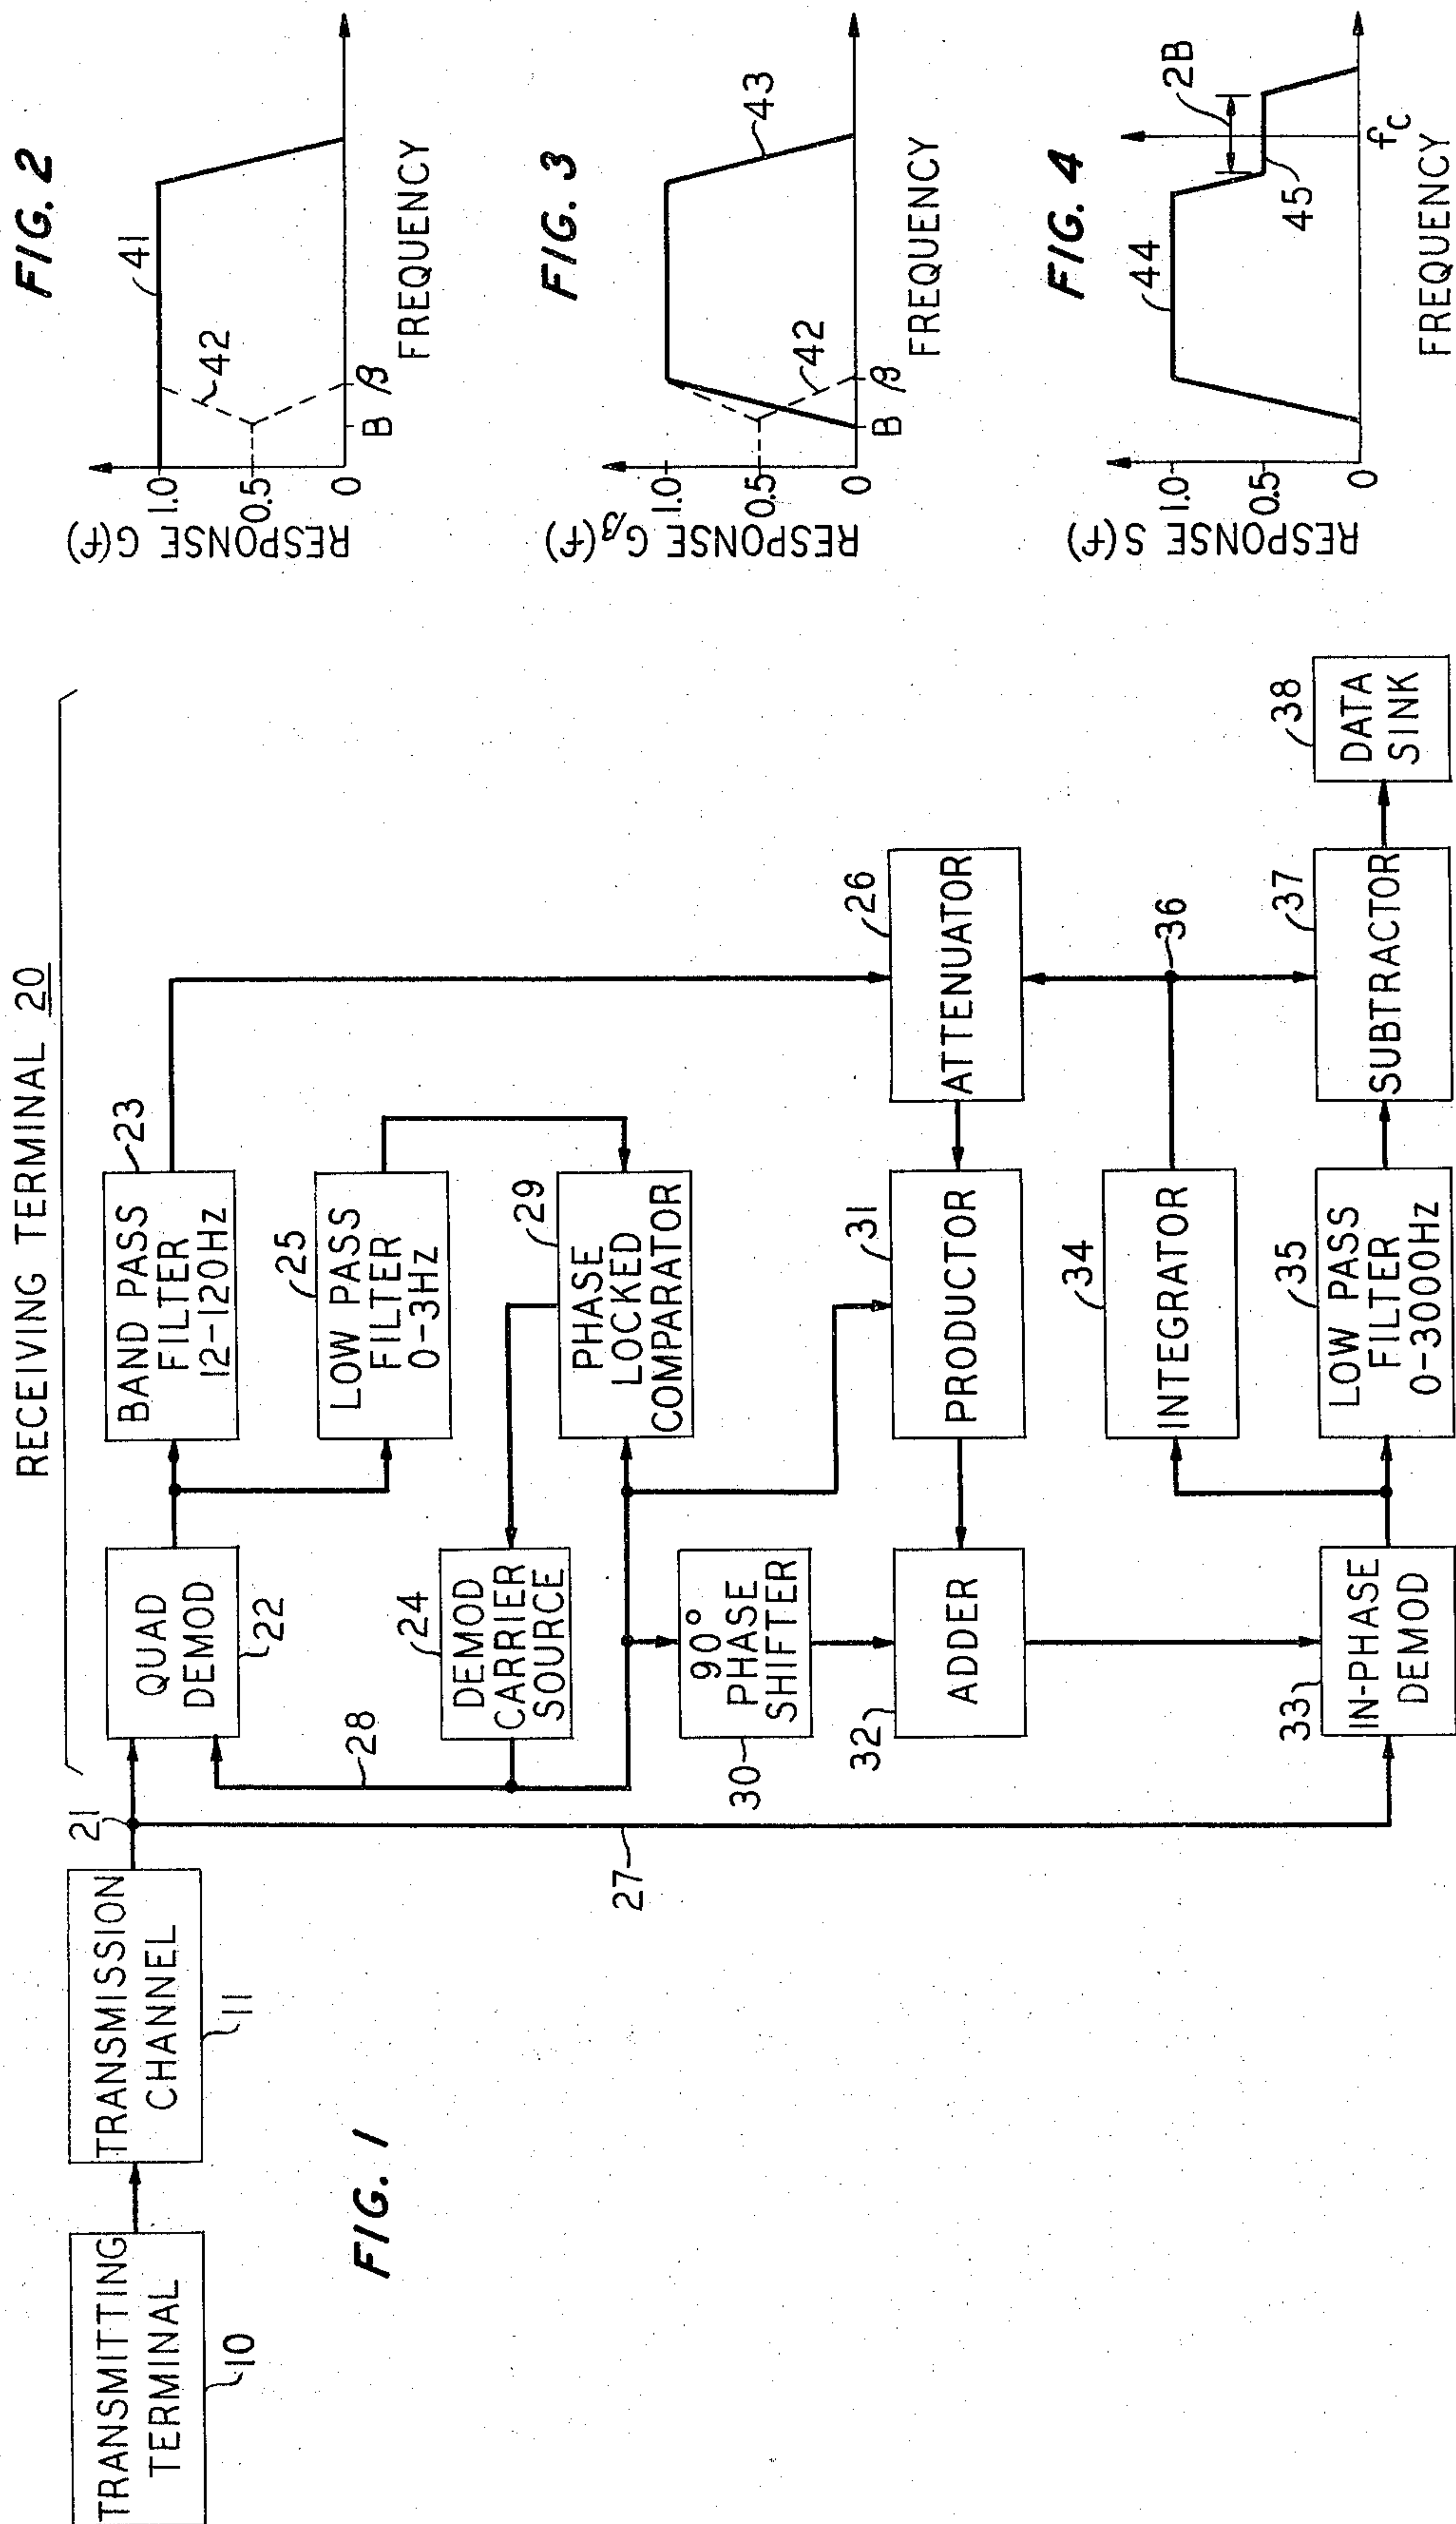 FIG. 1
TRANSMITTING
TERMINAL
10
TRANSMISSION
CHANNEL
11
21
27
28
RECEIVING TERMINAL 20
QUAD
DEMOD
22
BAND PASS
FILTER
12-120Hz
23
DEMOD
CARRIER
SOURCE
24
LOW PASS
FILTER
0-3Hz
25
PHASE
LOCKED
COMPARATOR
29
90°
PHASE
SHIFTER
30
ADDER
32
PRODUCTOR
31
ATTENUATOR
26
INTEGRATOR
34
36
IN-PHASE
DEMOD
33
LOW PASS
FILTER
0-3000Hz
35
SUBTRACTOR
37
DATA
SINK
38
FIG. 2
RESPONSE G(f)
1.0
0.5
0
41
42
B
β
FREQUENCY
FIG. 3
RESPONSE Gβ(f)
1.0
0.5
0
43
42
B
β
FREQUENCY
FIG. 4
RESPONSE S(f)
1.0
0.5
0
44
45
2B
fc
FREQUENCY